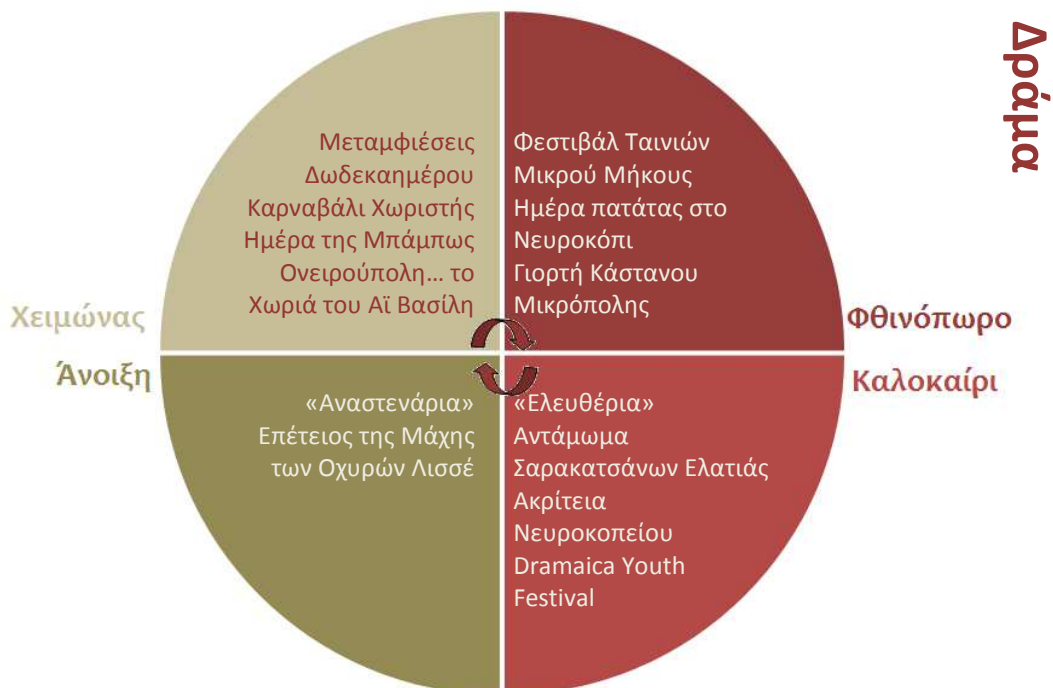 Δράμα
Μεταμφιέσεις
Δωδεκαημέρου
Καρναβάλι Χωριστής
Ημέρα της Μπάμπως
Ονειρούπολη... το
Χωριά του Αϊ Βασίλη
Φεστιβάλ Ταινιών
Μικρού Μήκους
Ημέρα πατάτας στο
Νευροκόπι
Γιορτή Κάστανου
Μικρόπολης
Χειμώνας
Φθινόπωρο
Άνοιξη
Καλοκαίρι
«Αναστενάρια»
Επέτειος της Μάχης
των Οχυρών Λισσέ
«Ελευθέρια»
Αντάμωμα
Σαρακατσάνων Ελατιάς
Ακρίτεια
Νευροκοπείου
Dramaica Youth
Festival